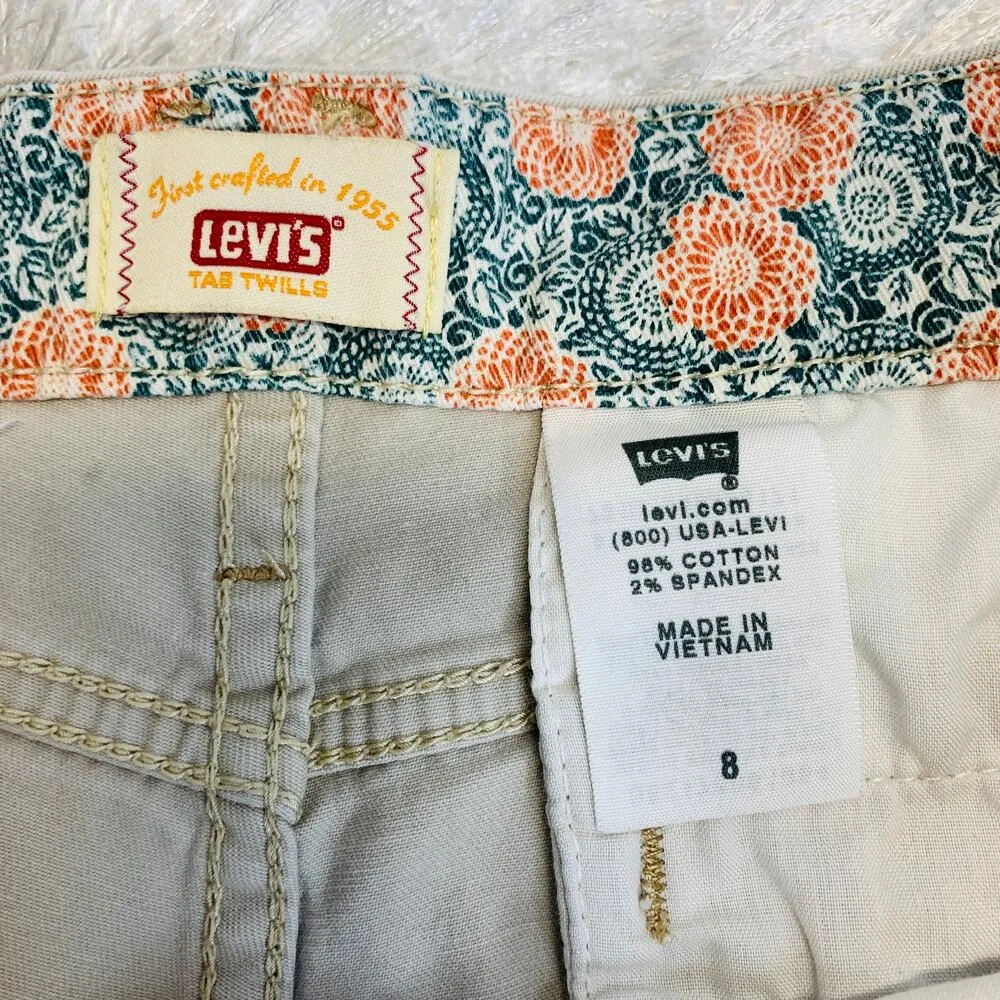 First crafted in 1955
LEVI'S®
TAB TWILLS
LEVI'S
®
levi.com
(800) USA-LEVI
98% COTTON
2% SPANDEX
MADE IN
VIETNAM
8